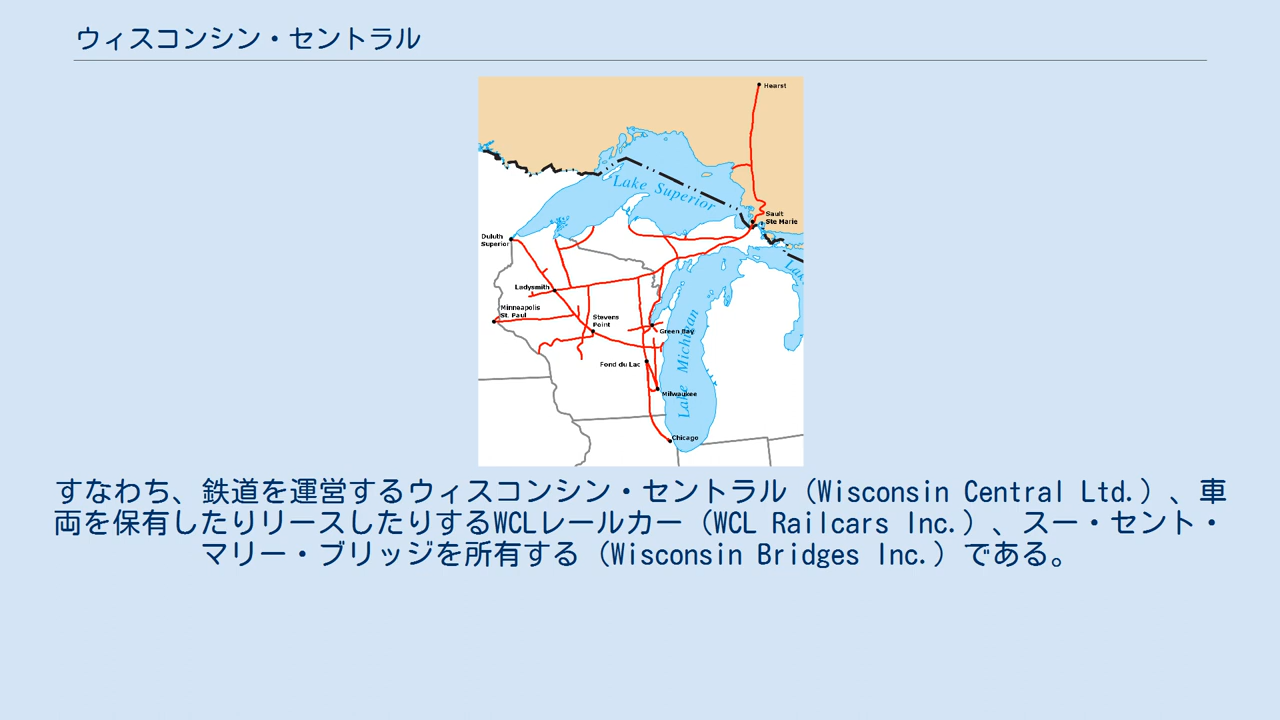 ウィスコンシン・セントラル
Hearst
Lake Superior
Sault
Ste Marie
Duluth
Superior
Lake
Ladysmith
Minneapolis
St. Paul
Stevens
Point
Green Bay
Lake Michigan
Fond du Lac
Milwaukee
Chicago
すなわち、鉄道を運営するウィスコンシン・セントラル（Wisconsin Central Ltd.）、車
両を保有したりリースしたりするWCLレールカー（WCL Railcars Inc.）、スー・セント・
マリー・ブリッジを所有する（Wisconsin Bridges Inc.）である。